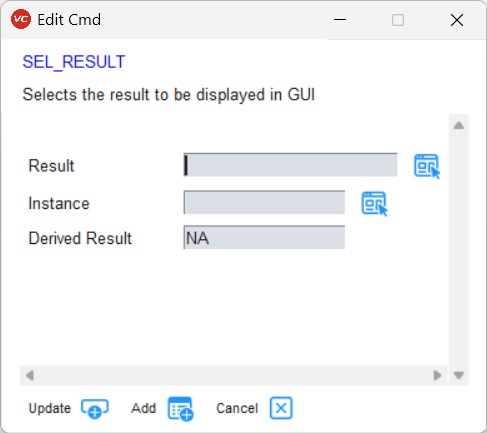 VC Edit Cmd
SEL_RESULT
Selects the result to be displayed in GUI
Result
Instance
Derived Result NA
Update Add Cancel